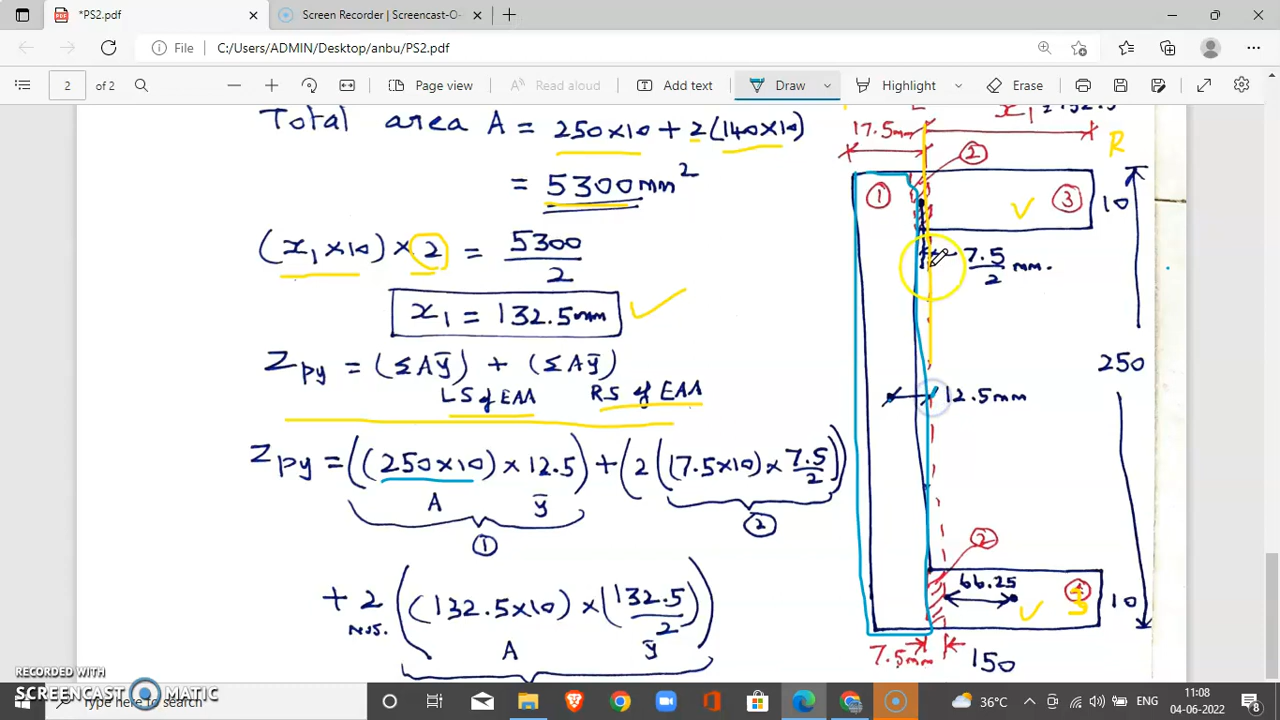 *PS2.pdf
Screen Recorder | Screencast-O-
File C:/Users/ADMIN/Desktop/anbu/PS2.pdf
2 of 2
Page view
Read aloud
Add text
Draw
Highlight
Erase
Total area A = 250×10 + 2(140×10)
= 5300 mm²
(x₁×10)×2 = 5300/2
x₁ = 132.5mm
Zpy = (ΣAȳ) + (ΣAȳ)
LS of EAA RS of EAA
Zpy = ((250×10) × 12.5) + (2((7.5×10) × 7.5/2))
A ȳ ②
①
+ 2 ((132.5×10) × (132.5/2))
Nos.
A ȳ
17.5mm
②
R
①
③
10
7.5/2 mm.
250
12.5mm
②
66.25
3
10
7.5mm
150
RECORDED WITH
SCREENCAST MATIC
Type here to search
36°C
ENG
11:08
04-06-2022
8